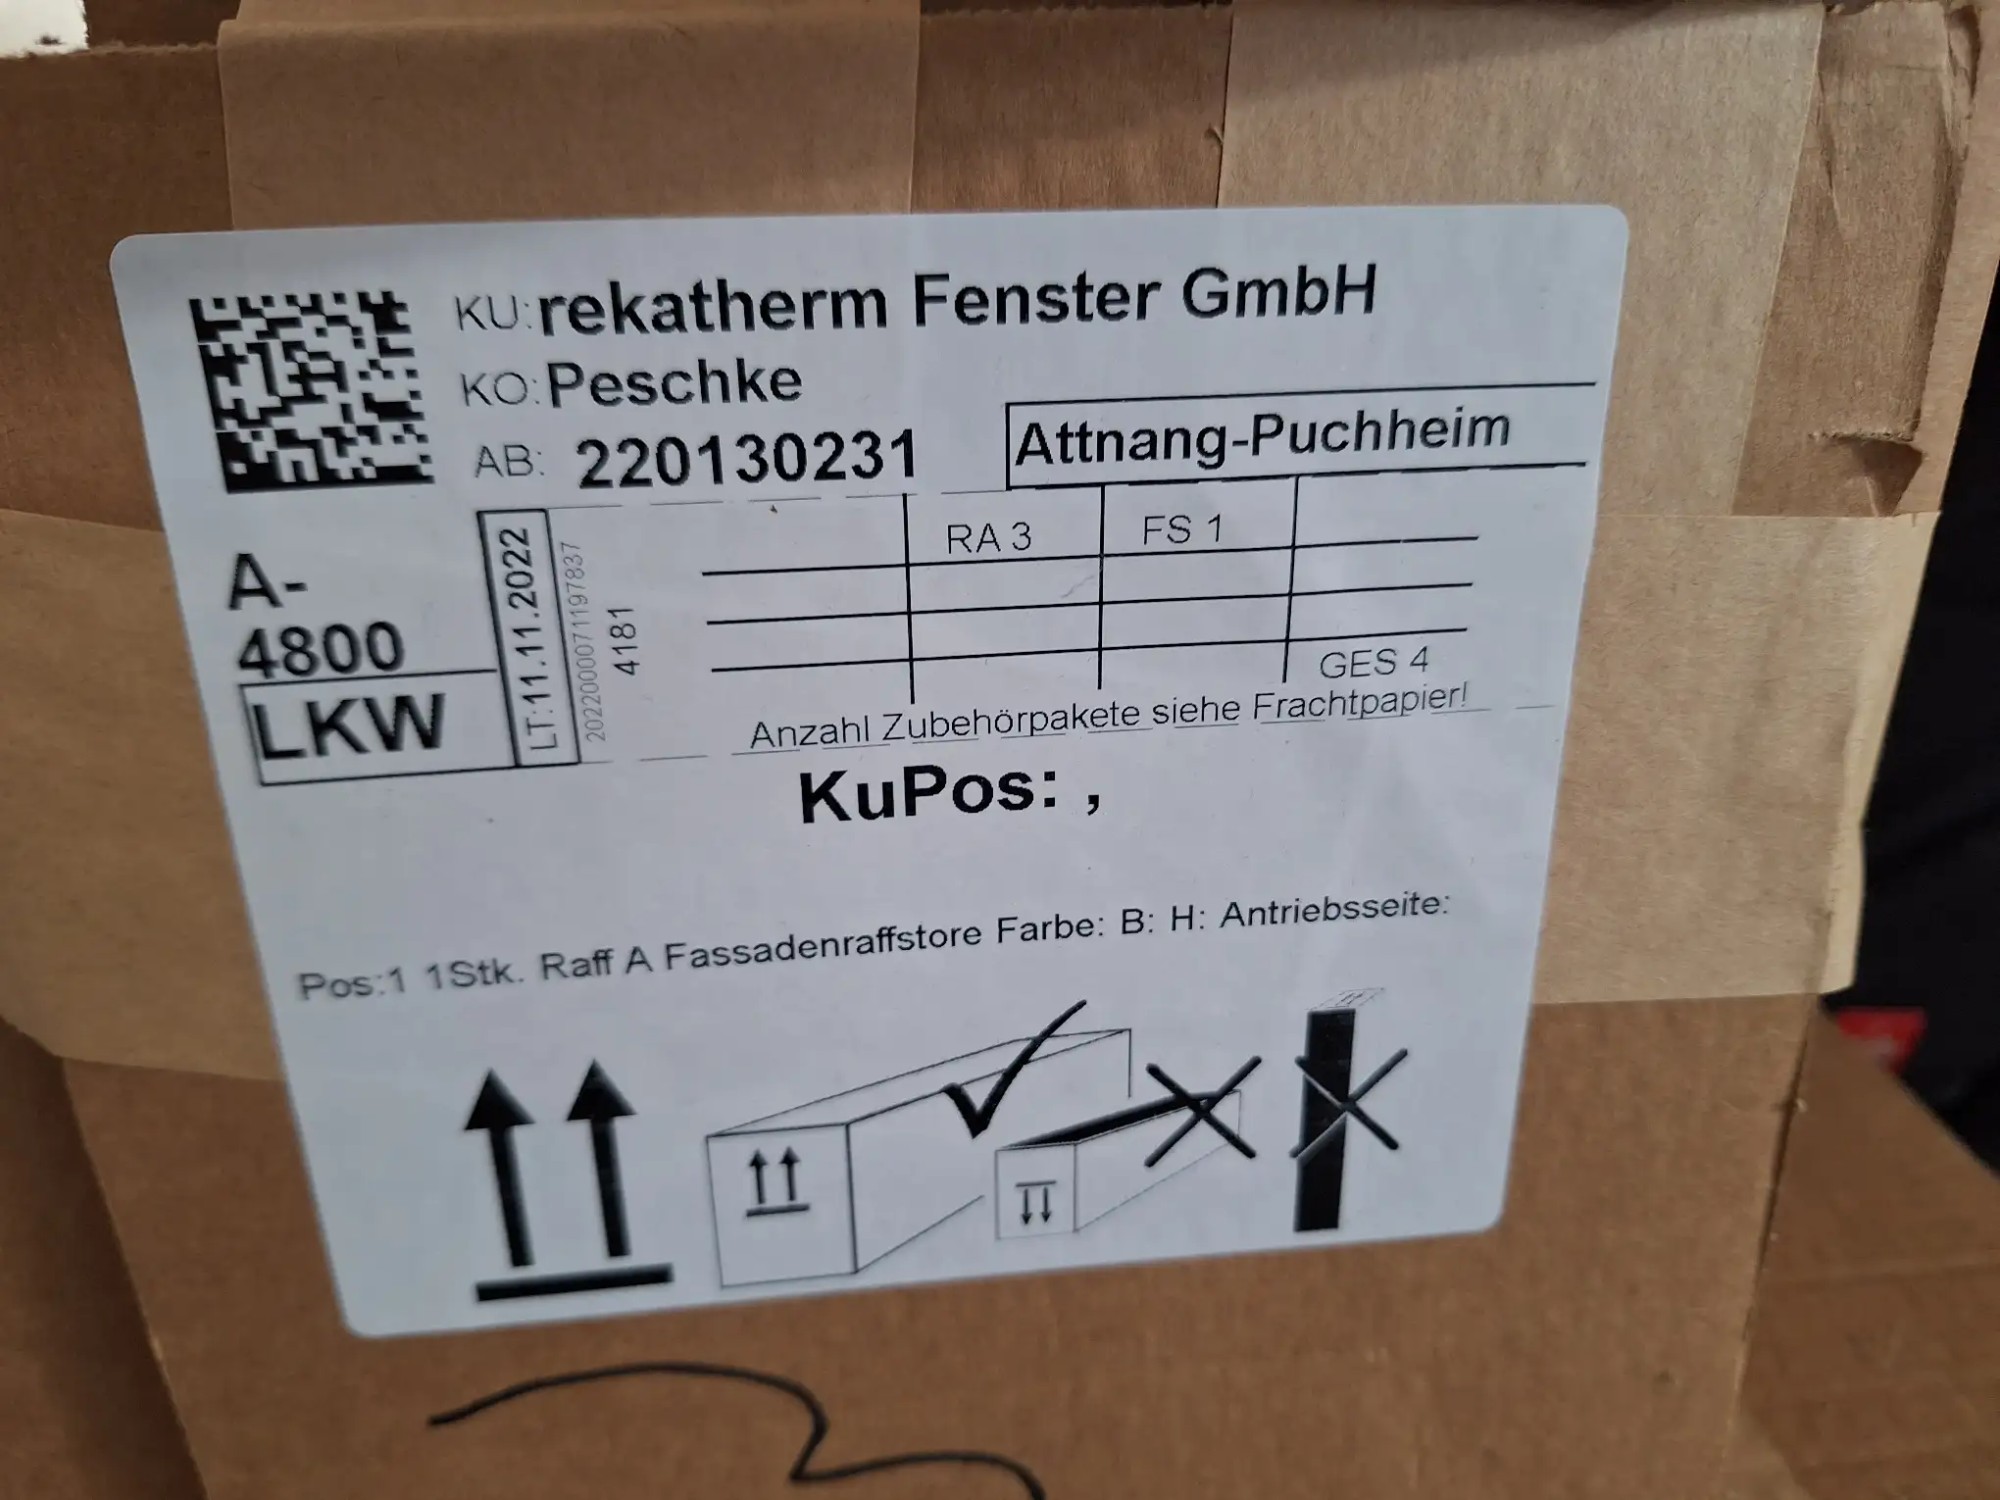 KU: rekatherm Fenster GmbH
KO: Peschke
AB: 220130231
Attnang-Puchheim
A-
4800
LKW
LT:11.11.2022
20220000711197837
4181
RA 3
FS 1
GES 4
Anzahl Zubehörpakete siehe Frachtpapier!
KuPos: ,
Pos:1 1Stk. Raff A Fassadenraffstore Farbe: B: H: Antriebsseite: